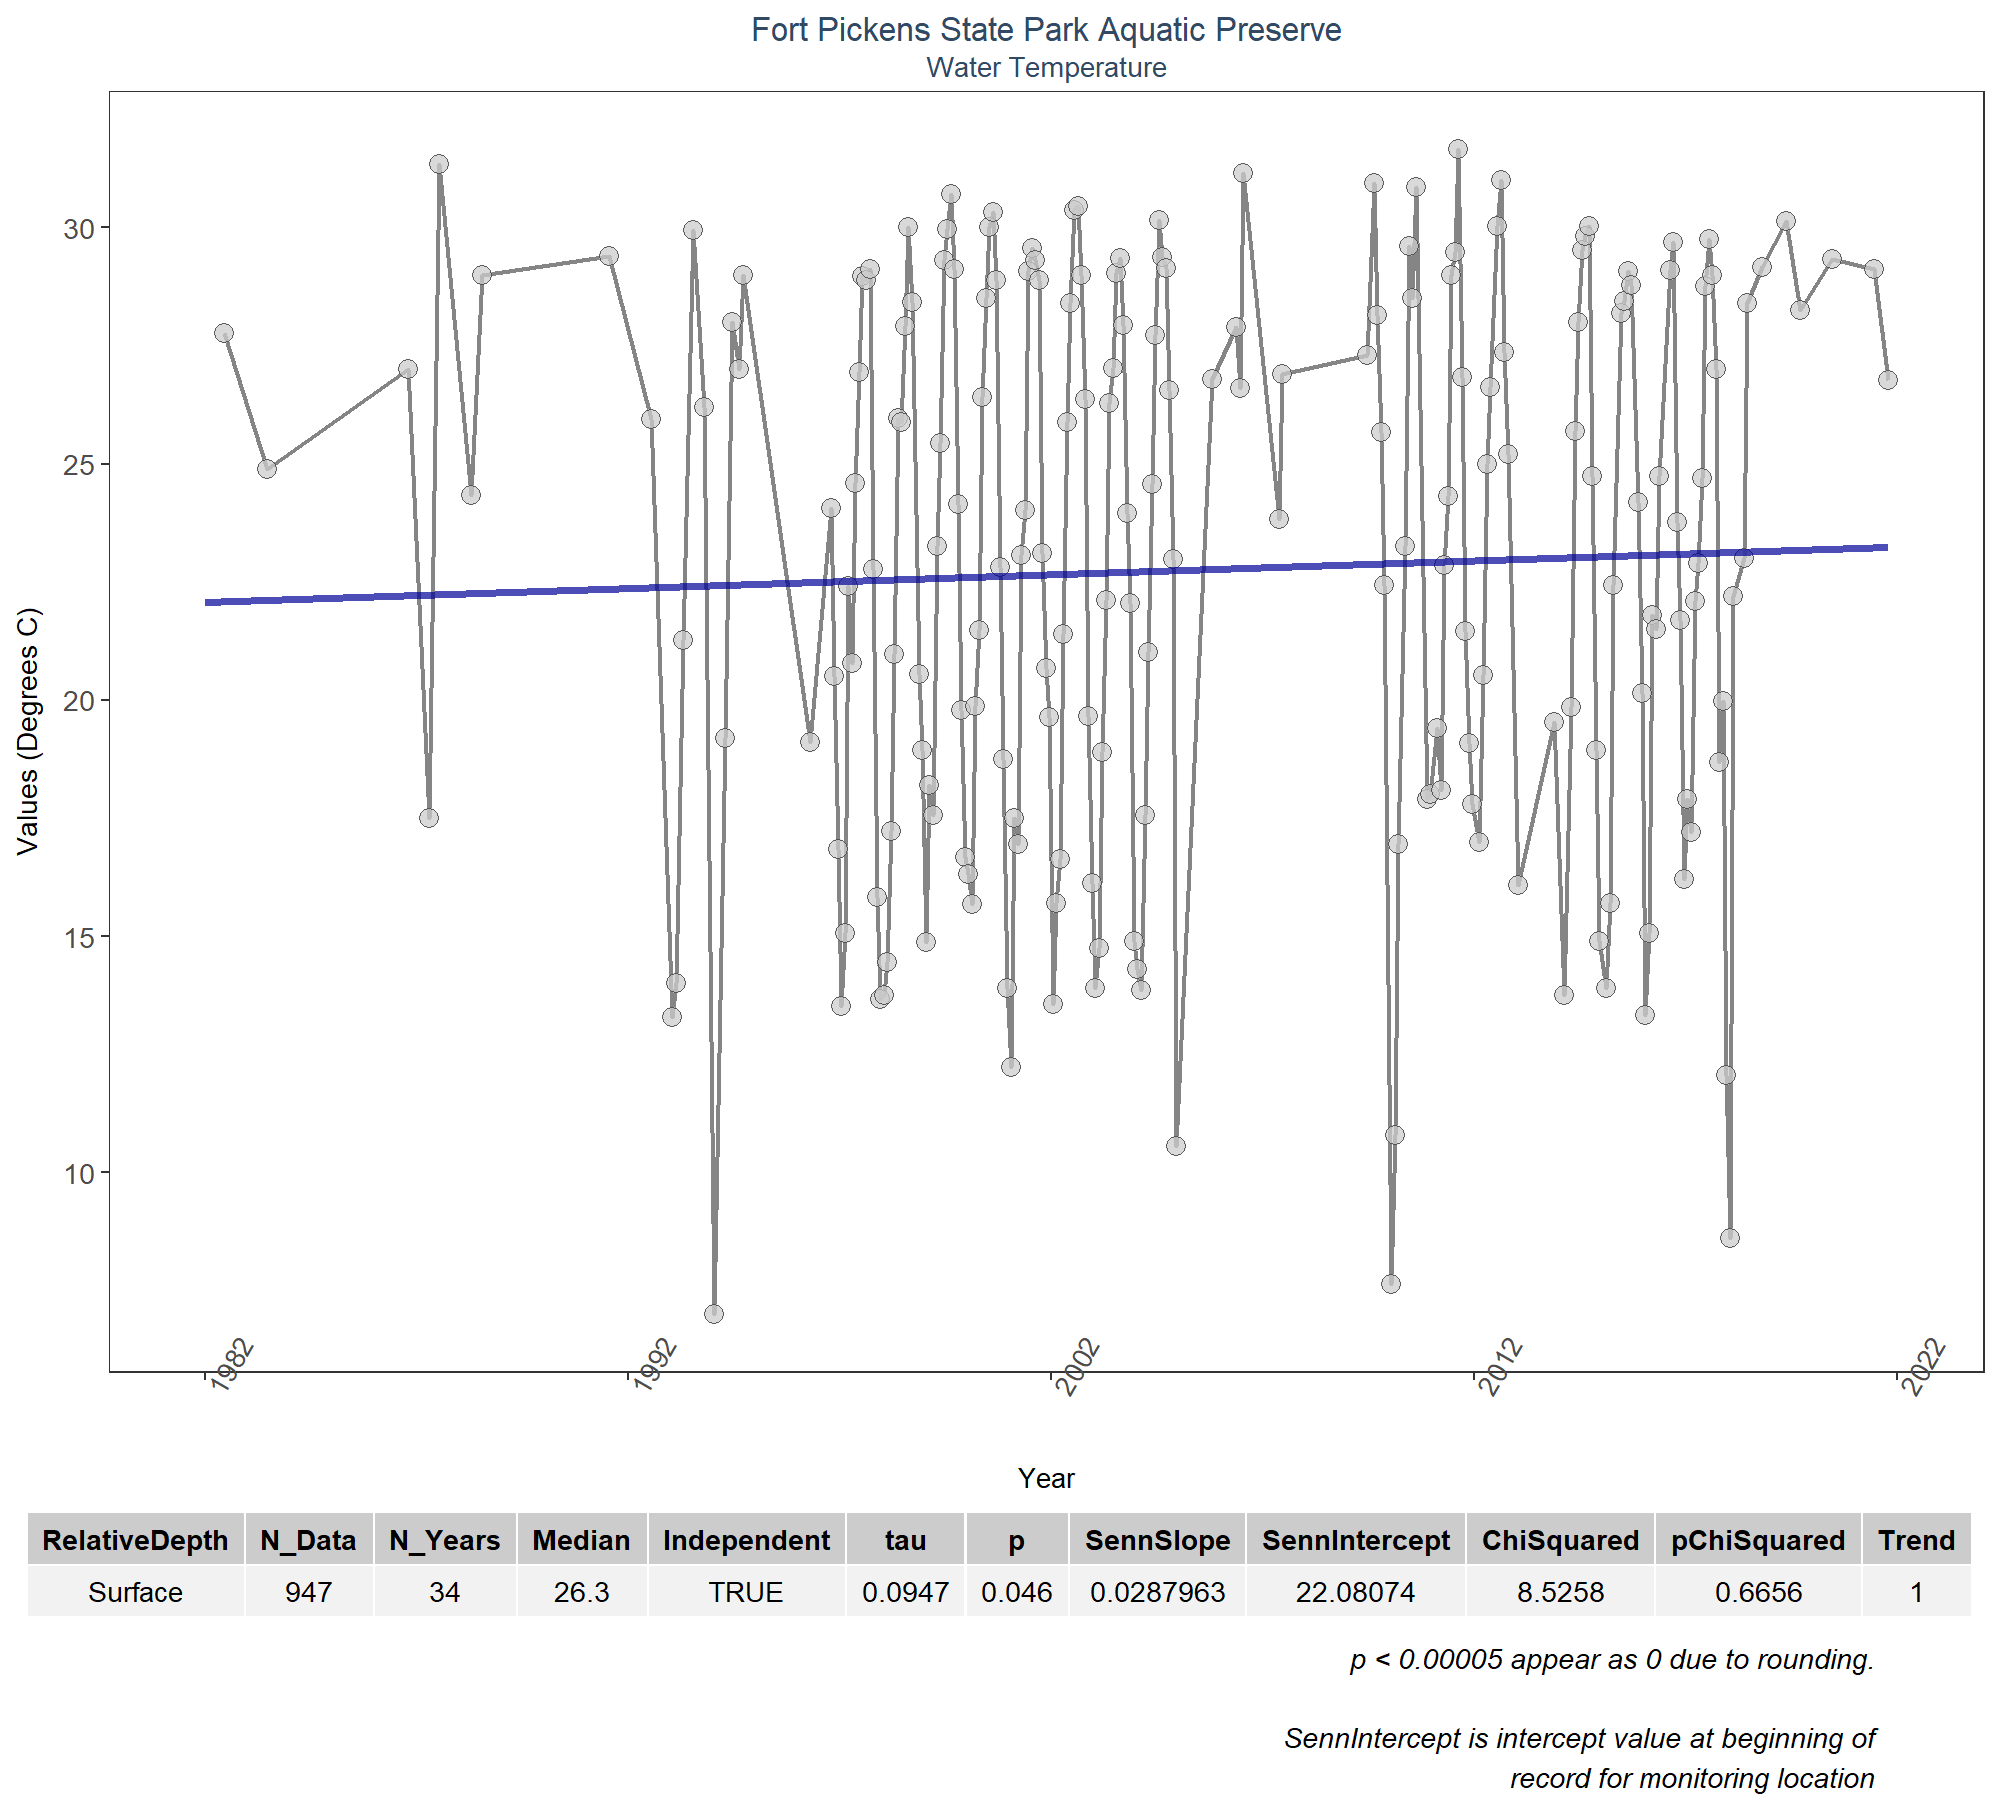 Fort Pickens State Park Aquatic Preserve
Water Temperature
Values (Degrees C)
30
25
20
15
10
1982
1992
2002
2012
2022
Year
RelativeDepth N_Data N_Years Median Independent tau p SennSlope SennIntercept ChiSquared pChiSquared Trend
Surface 947 34 26.3 TRUE 0.0947 0.046 0.0287963 22.08074 8.5258 0.6656 1
p < 0.00005 appear as 0 due to rounding.
SennIntercept is intercept value at beginning of
record for monitoring location